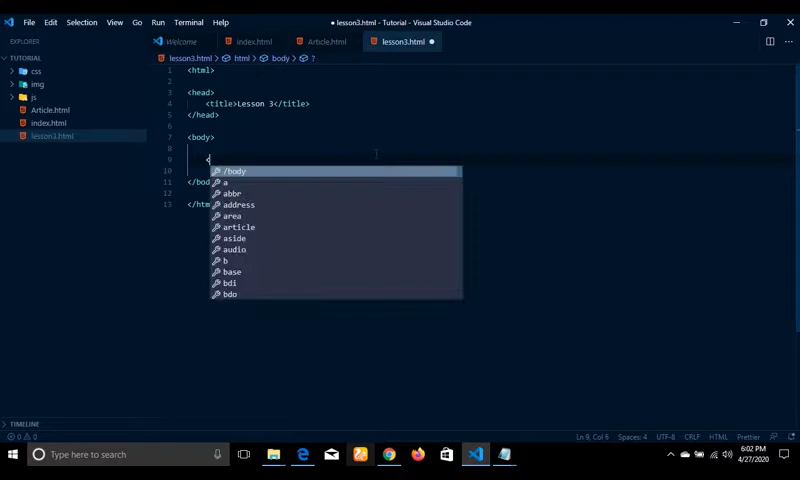 File Edit Selection View Go Run Terminal Help
● lesson3.html - Tutorial - Visual Studio Code
EXPLORER
Welcome index.html Article.html lesson3.html ●
TUTORIAL
css
img
js
Article.html
index.html
lesson3.html
lesson3.html > html > body > ?
1 <html>
2
3 <head>
4 <title>Lesson 3</title>
5 </head>
6
7 <body>
8
9 <
10
11 </bod
12
13 </htm
/body
a
abbr
address
area
article
aside
audio
b
base
bdi
bdo
TIMELINE
0 0
Ln 9, Col 6 Spaces: 4 UTF-8 CRLF HTML Prettier
Type here to search
6:02 PM
4/27/2020